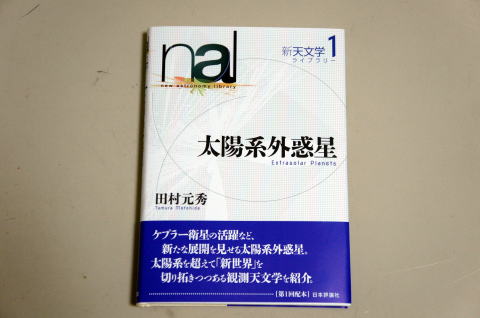 nal
new astronomy library
新天文学1
ライブラリー
太陽系外惑星
Extrasolar Planets
田村元秀
Tamura Motohide
ケプラー衛星の活躍など、
新たな展開を見せる太陽系外惑星。
太陽系を超えて「新世界」を
切り拓きつつある観測天文学を紹介。
[第1回配本] 日本評論社